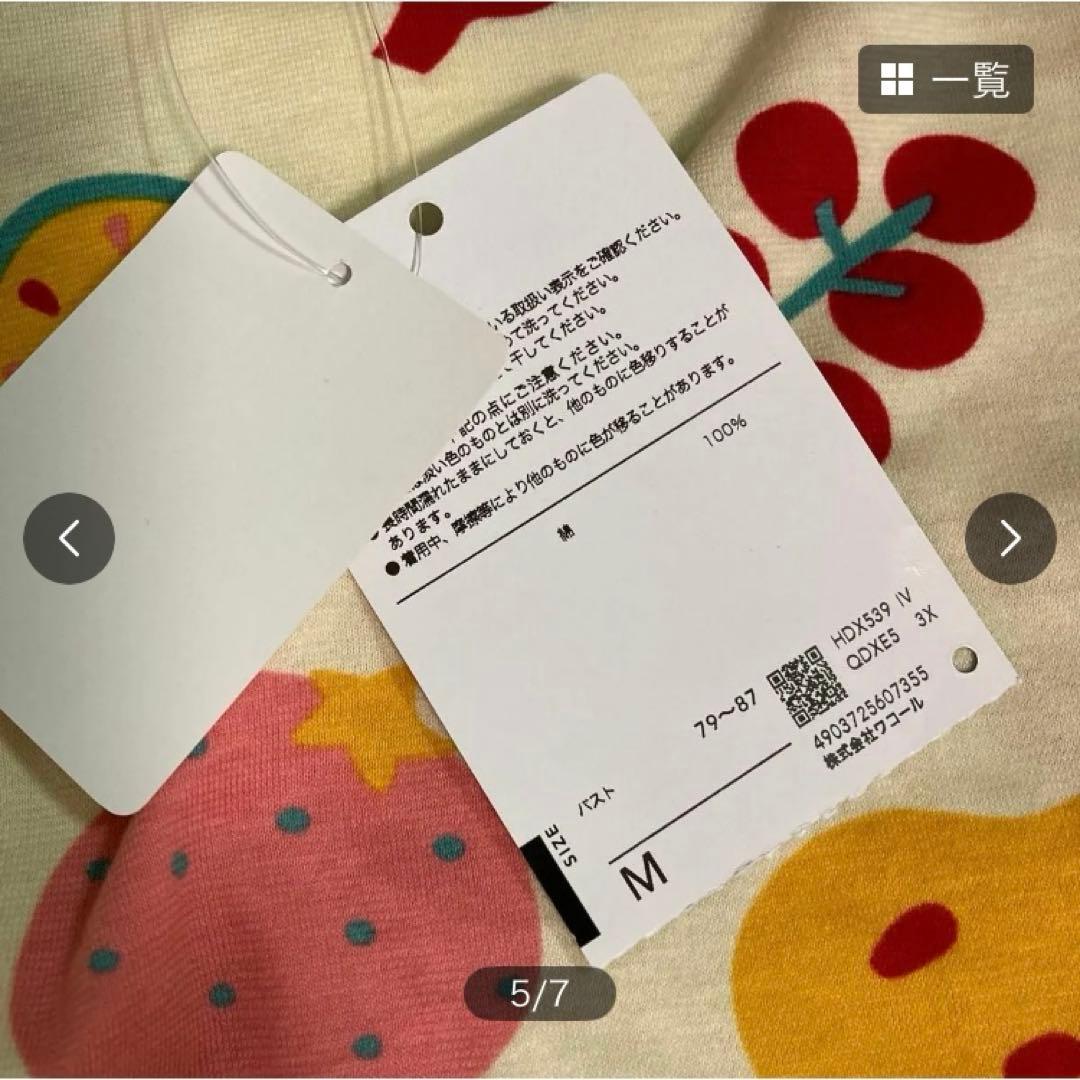 一覧
いる取扱い表示をご確認ください。
て洗ってください。
干してください。
記の点にご注意ください。
淡い色のものとは別に洗ってください。
長時間濡れたままにしておくと、他のものに色移りすることが
あります。
●着用中、摩擦等により他のものに色が移ることがあります。
綿 100%
HDX539 IV
QDXE5 3X
4903725607355
株式会社ワコール
バスト 79〜87
SIZE
M
5/7